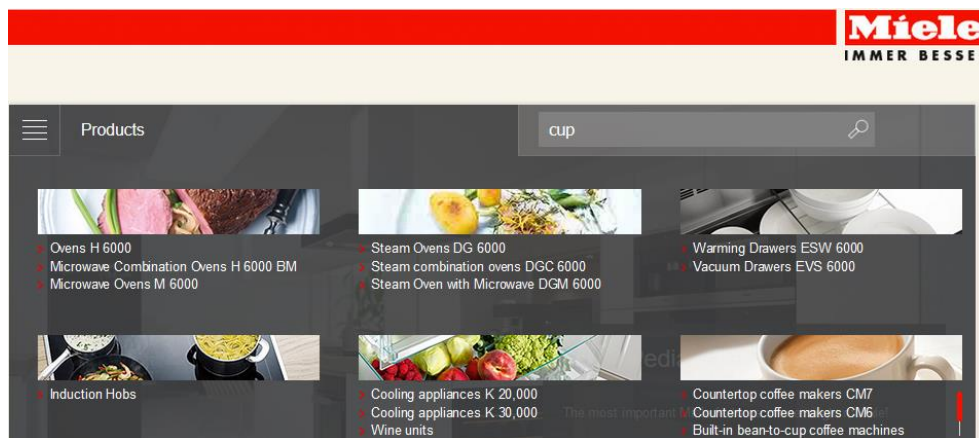 Miele
IMMER BESSE
Products
cup
Ovens H 6000
Microwave Combination Ovens H 6000 BM
Microwave Ovens M 6000
Steam Ovens DG 6000
Steam combination ovens DGC 6000
Steam Oven with Microwave DGM 6000
Warming Drawers ESW 6000
Vacuum Drawers EVS 6000
Induction Hobs
Cooling appliances K 20,000
Cooling appliances K 30,000
Wine units
Countertop coffee makers CM7
Countertop coffee makers CM6
Built-in bean-to-cup coffee machines
The most important